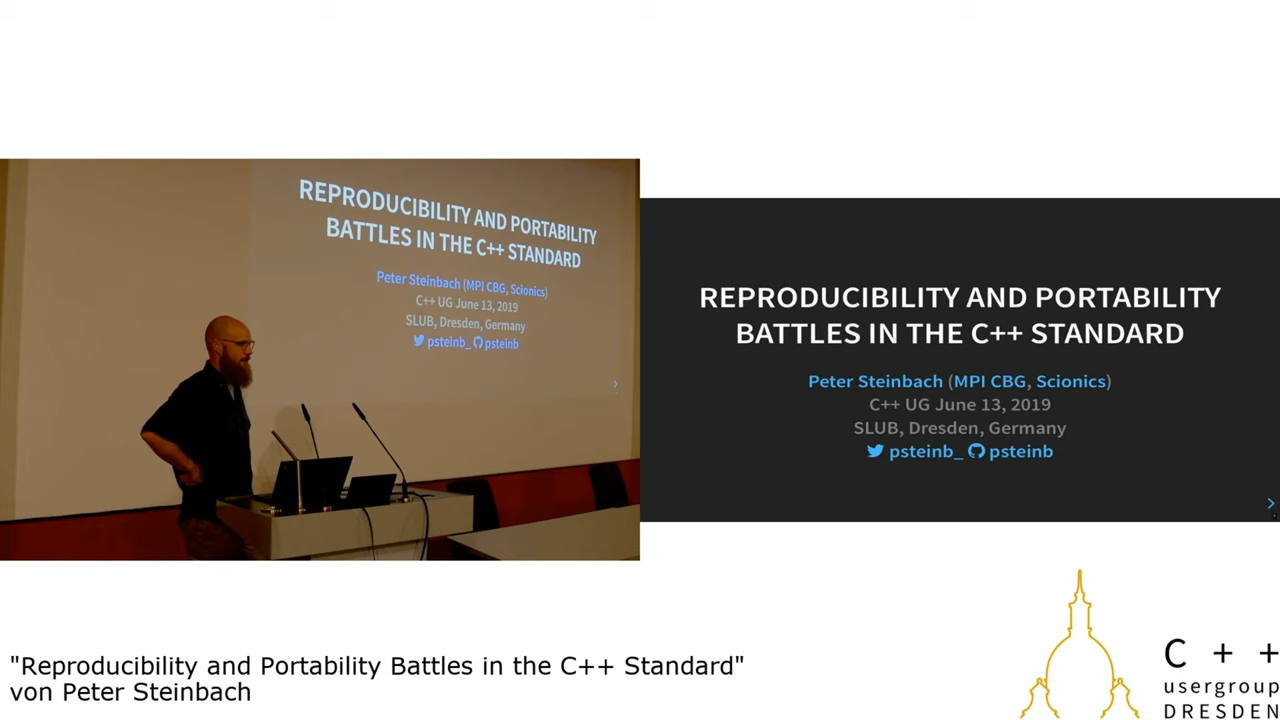 REPRODUCIBILITY AND PORTABILITY
BATTLES IN THE C++ STANDARD
Peter Steinbach (MPI CBG, Scionics)
C++ UG June 13, 2019
SLUB, Dresden, Germany
psteinb_ psteinb
REPRODUCIBILITY AND PORTABILITY
BATTLES IN THE C++ STANDARD
Peter Steinbach (MPI CBG, Scionics)
C++ UG June 13, 2019
SLUB, Dresden, Germany
psteinb_ psteinb
"Reproducibility and Portability Battles in the C++ Standard"
von Peter Steinbach
C + +
usergroup
DRESDEN